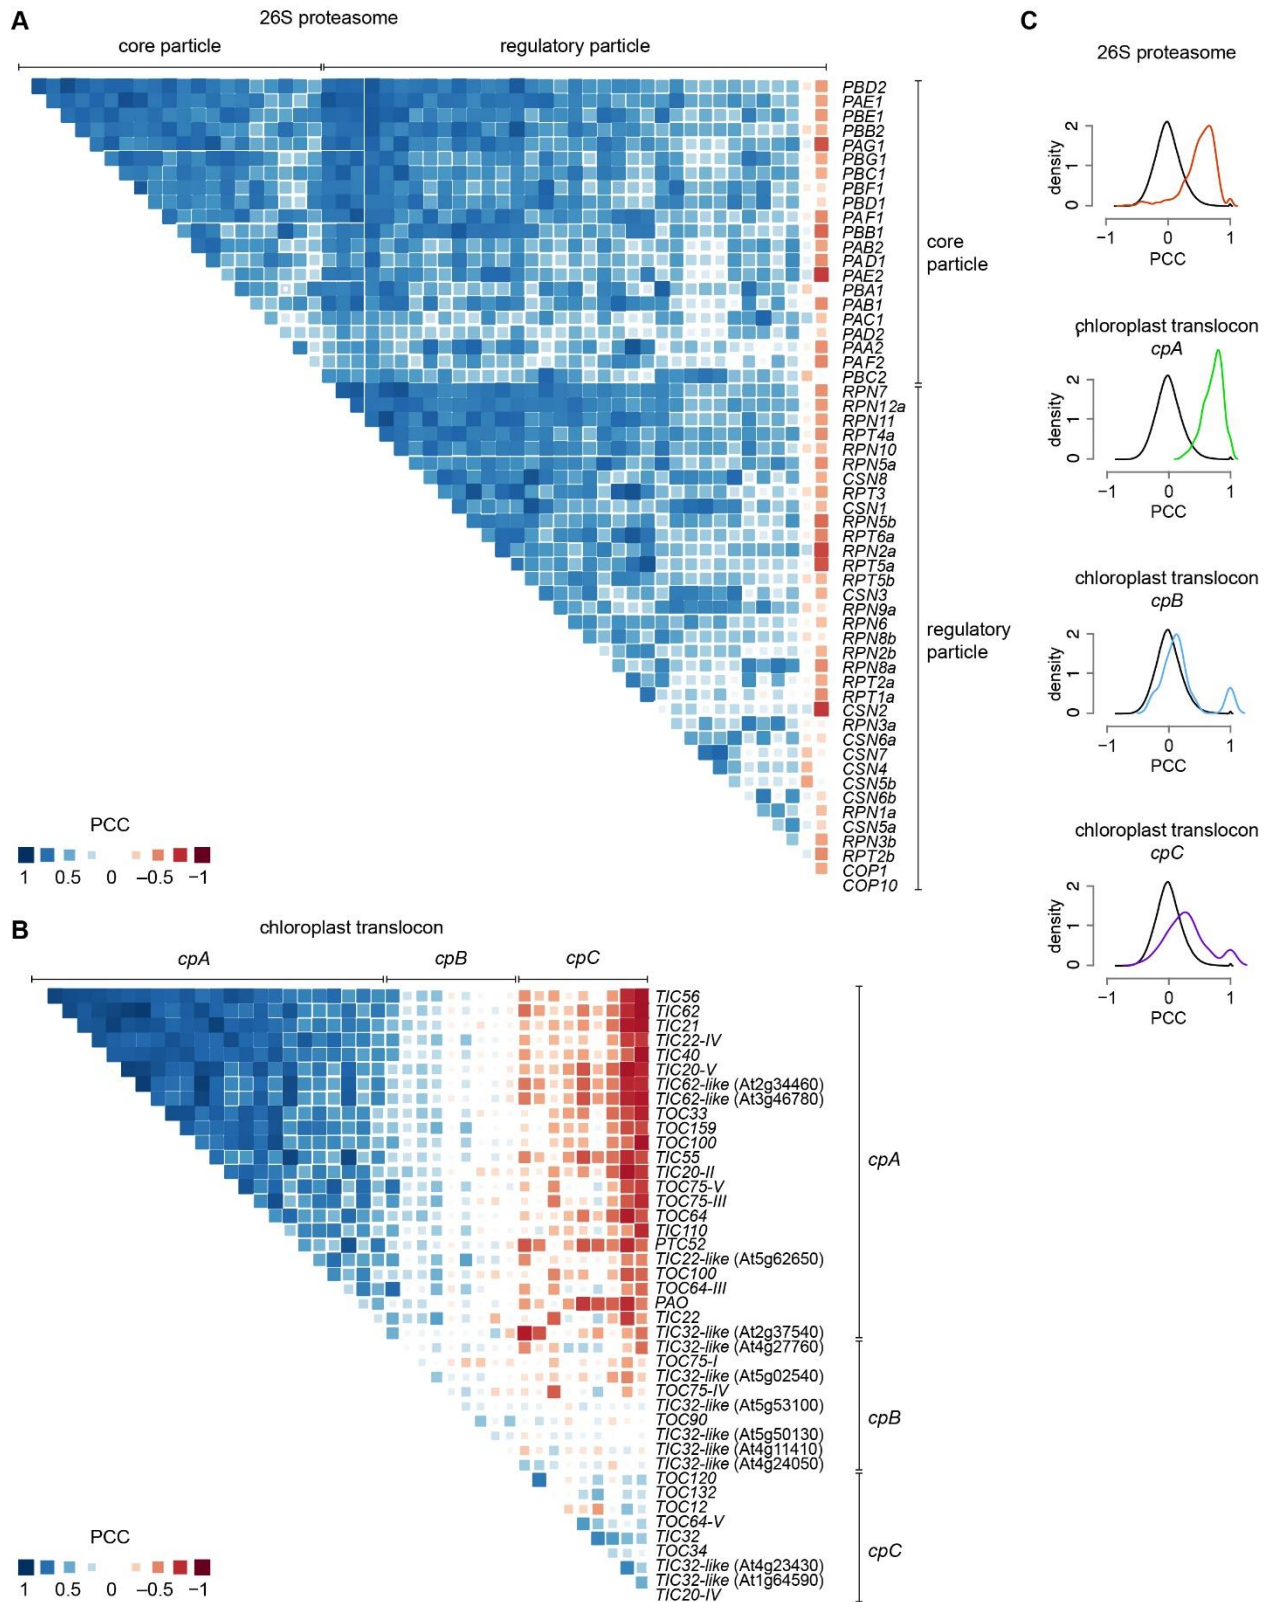 A
26S proteasome
core particle
regulatory particle
PBD2
PAE1
PBE1
PBB2
PAG1
PBG1
PBC1
PBF1
PBD1
PAF1
PBB1
PAB2
PAD1
PAE2
PBA1
PAB1
PAC1
PAD2
PAA2
PAF2
PBC2
RPN7
RPN12a
RPN11
RPT4a
RPN10
RPN5a
CSN8
RPT3
CSN1
RPN5b
RPT6a
RPN2a
RPT5a
RPT5b
CSN3
RPN9a
RPN6
RPN8b
RPN2b
RPN8a
RPT2a
RPT1a
CSN2
RPN3a
CSN6a
CSN7
CSN4
CSN5b
CSN6b
RPN1a
CSN5a
RPN3b
RPT2b
COP1
COP10
core
particle
regulatory
particle
PCC
1 0.5 0 –0.5 –1
B
chloroplast translocon
cpA cpB cpC
TIC56
TIC62
TIC21
TIC22-IV
TIC40
TIC20-V
TIC62-like (At2g34460)
TIC62-like (At3g46780)
TOC33
TOC159
TOC100
TIC55
TIC20-II
TOC75-V
TOC75-III
TOC64
TIC110
PTC52
TIC22-like (At5g62650)
TOC100
TOC64-III
PAO
TIC22
TIC32-like (At2g37540)
TIC32-like (At4g27760)
TOC75-I
TIC32-like (At5g02540)
TOC75-IV
TIC32-like (At5g53100)
TOC90
TIC32-like (At5g50130)
TIC32-like (At4g11410)
TIC32-like (At4g24050)
TOC120
TOC132
TOC12
TOC64-V
TIC32
TOC34
TIC32-like (At4g23430)
TIC32-like (At1g64590)
TIC20-IV
cpA
cpB
cpC
PCC
1 0.5 0 –0.5 –1
C
26S proteasome
density
2
1
0
−1 0 1
PCC
chloroplast translocon
cpA
density
2
1
0
−1 0 1
PCC
chloroplast translocon
cpB
density
2
1
0
−1 0 1
PCC
chloroplast translocon
cpC
density
2
1
0
−1 0 1
PCC